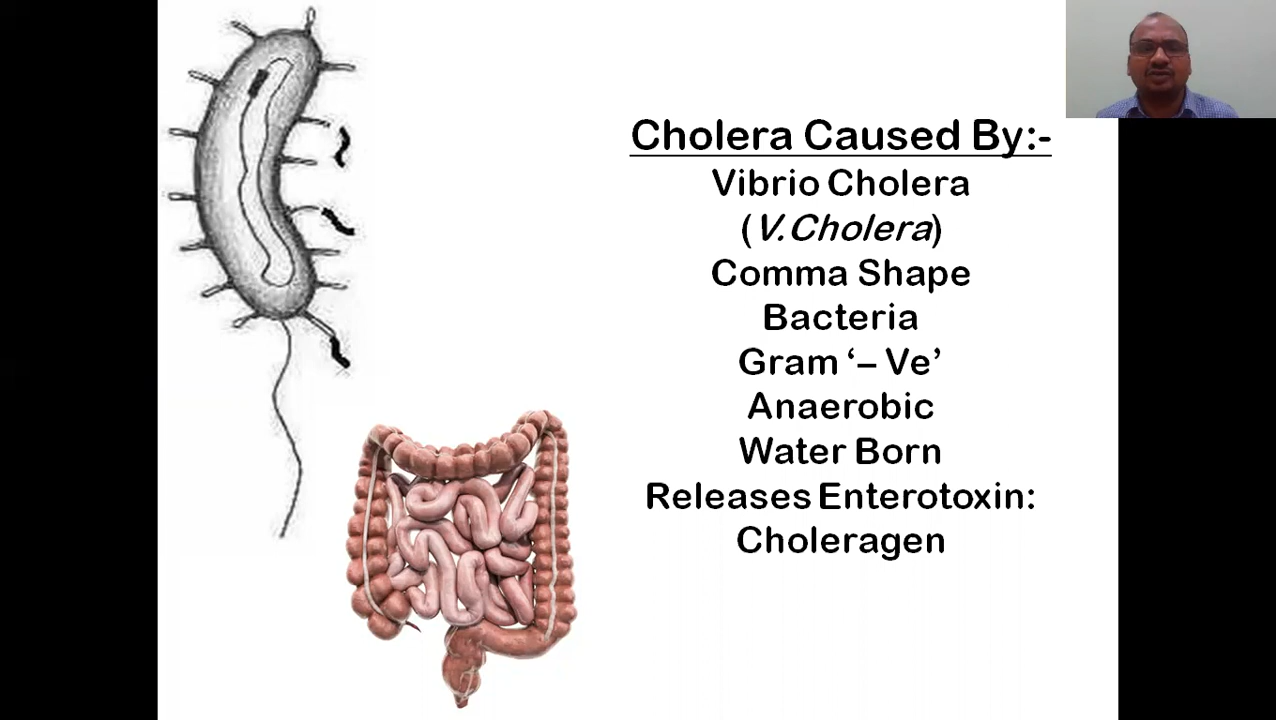 Cholera Caused By:-
Vibrio Cholera
(V.Cholera)
Comma Shape
Bacteria
Gram ‘– Ve’
Anaerobic
Water Born
Releases Enterotoxin:
Choleragen